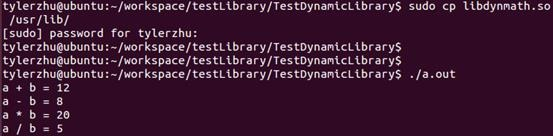 tylerzhu@ubuntu:~/workspace/testLibrary/TestDynamicLibrary$ sudo cp libdynmath.so
/usr/lib/
[sudo] password for tylerzhu:
tylerzhu@ubuntu:~/workspace/testLibrary/TestDynamicLibrary$
tylerzhu@ubuntu:~/workspace/testLibrary/TestDynamicLibrary$
tylerzhu@ubuntu:~/workspace/testLibrary/TestDynamicLibrary$ ./a.out
a + b = 12
a - b = 8
a * b = 20
a / b = 5